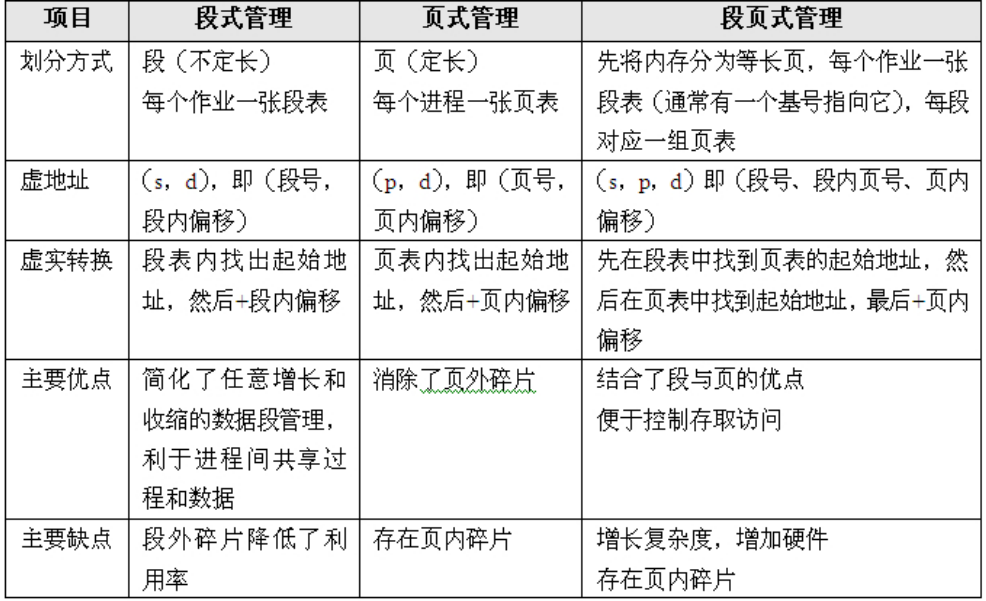 项目
段式管理
页式管理
段页式管理
划分方式
段（不定长）
每个作业一张段表
页（定长）
每个进程一张页表
先将内存分为等长页，每个作业一张
段表（通常有一个基号指向它），每段
对应一组页表
虚地址
（s，d），即（段号，
段内偏移）
（p，d），即（页号，
页内偏移）
（s，p，d）即（段号、段内页号、页内
偏移）
虚实转换
段表内找出起始地
址，然后+段内偏移
页表内找出起始地
址，然后+页内偏移
先在段表中找到页表的起始地址，然
后在页表中找到起始地址，最后+页内
偏移
主要优点
简化了任意增长和
收缩的数据段管理，
利于进程间共享过
程和数据
消除了页外碎片
结合了段与页的优点
便于控制存取访问
主要缺点
段外碎片降低了利
用率
存在页内碎片
增长复杂度，增加硬件
存在页内碎片